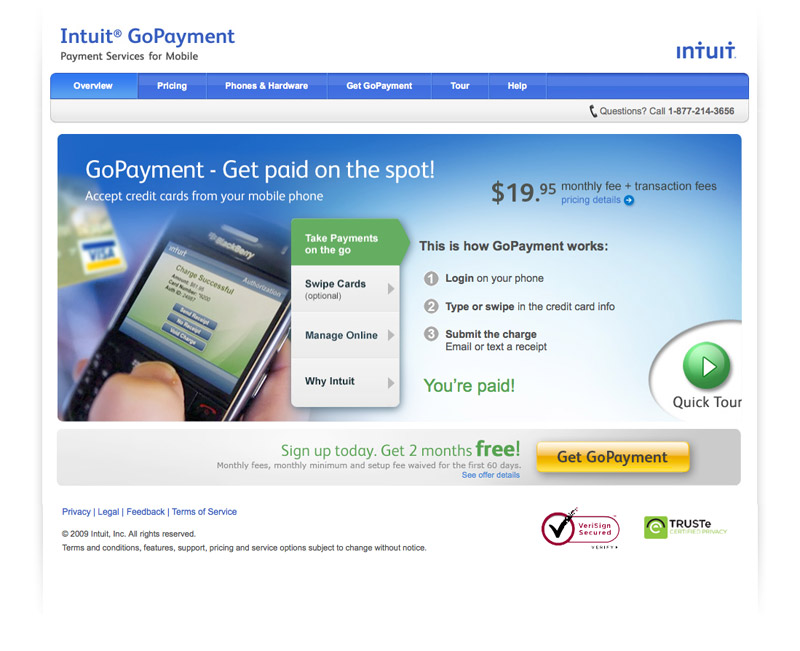 Intuit® GoPayment
Payment Services for Mobile
intuit.
Overview Pricing Phones & Hardware Get GoPayment Tour Help
Questions? Call 1-877-214-3656
GoPayment - Get paid on the spot!
Accept credit cards from your mobile phone
$19.95 monthly fee + transaction fees
pricing details
VISA
BlackBerry
intuit
Authorization
Charge Successful
Auth ID: 24687
Email Receipt
No Receipt
Void Charge
Take Payments
on the go
Swipe Cards
(optional)
Manage Online
Why Intuit
This is how GoPayment works:
1 Login on your phone
2 Type or swipe in the credit card info
3 Submit the charge
Email or text a receipt
You're paid!
Quick Tour
Sign up today. Get 2 months free!
Monthly fees, monthly minimum and setup fee waived for the first 60 days.
See offer details
Get GoPayment
Privacy | Legal | Feedback | Terms of Service
© 2009 Intuit, Inc. All rights reserved.
Terms and conditions, features, support, pricing and service options subject to change without notice.
VeriSign
Secured
VERIFY
TRUSTe
CERTIFIED PRIVACY